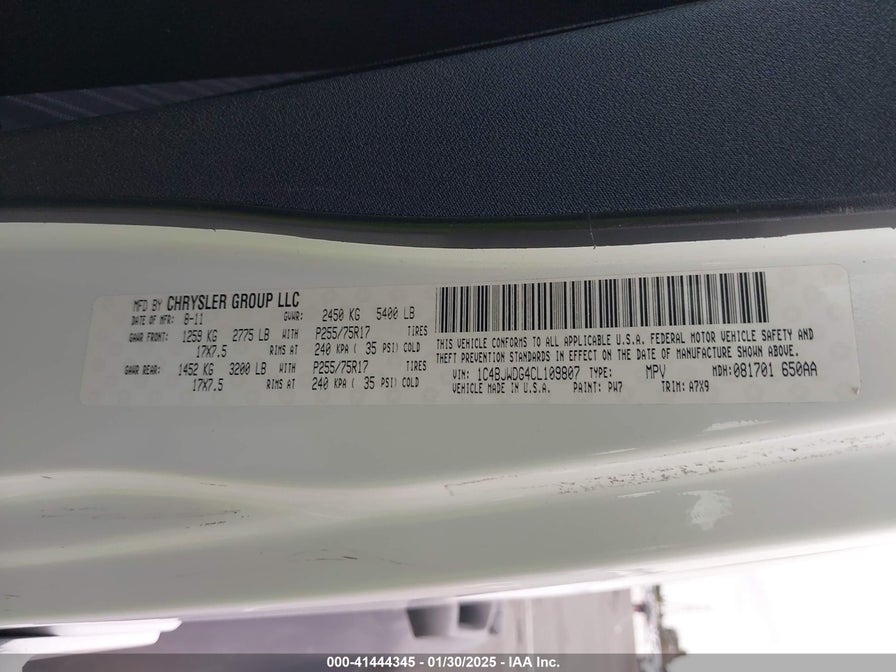 MFD BY CHRYSLER GROUP LLC
DATE OF MFR: 8-11 GVWR: 2450 KG 5400 LB
GAWR FRONT: 1259 KG 2775 LB WITH P255/75R17 TIRES
17X7.5 RIMS AT 240 KPA ( 35 PSI) COLD
GAWR REAR: 1452 KG 3200 LB WITH P255/75R17 TIRES
17X7.5 RIMS AT 240 KPA ( 35 PSI) COLD
THIS VEHICLE CONFORMS TO ALL APPLICABLE U.S.A. FEDERAL MOTOR VEHICLE SAFETY AND
THEFT PREVENTION STANDARDS IN EFFECT ON THE DATE OF MANUFACTURE SHOWN ABOVE.
VIN: 1C4BJWDG4CL109807 TYPE: MPV MDH: 081701 650AA
VEHICLE MADE IN U.S.A. PAINT: PW7 TRIM: A7X9
000-41444345 - 01/30/2025 - IAA Inc.